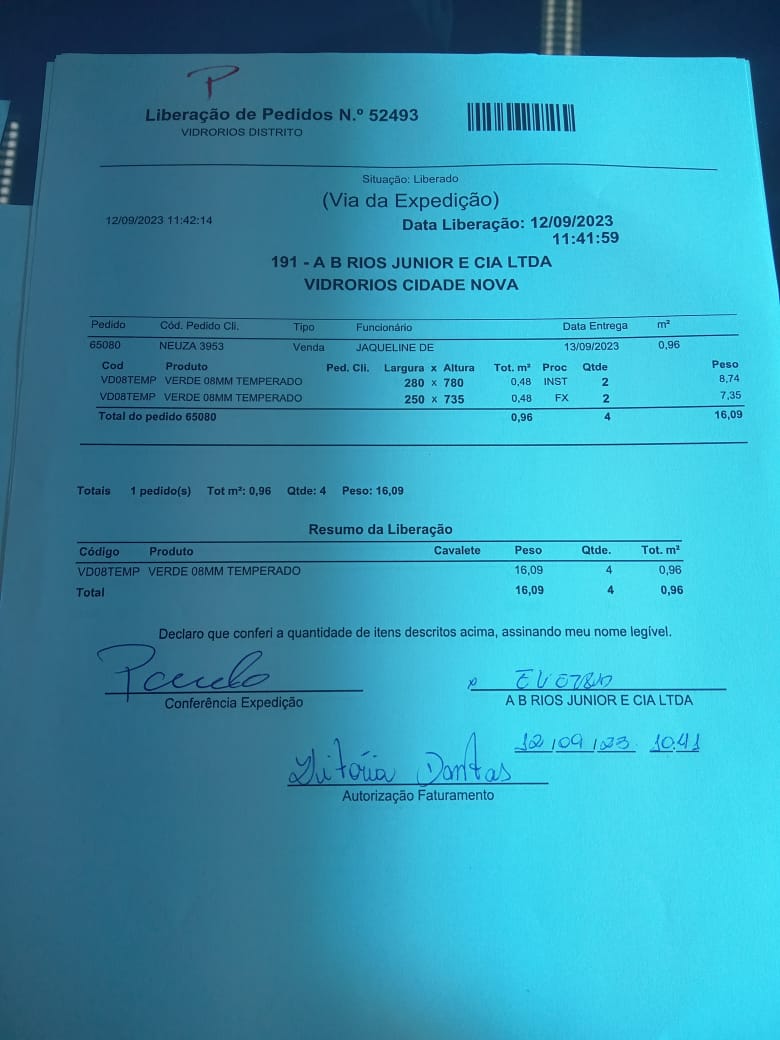 P
Liberação de Pedidos N.º 52493
VIDRORIOS DISTRITO
Situação: Liberado
(Via da Expedição)
12/09/2023 11:42:14
Data Liberação: 12/09/2023
11:41:59
191 - A B RIOS JUNIOR E CIA LTDA
VIDRORIOS CIDADE NOVA
Pedido Cód. Pedido Cli. Tipo Funcionário Data Entrega m²
65080 NEUZA 3953 Venda JAQUELINE DE 13/09/2023 0,96
Cod Produto Ped. Cli. Largura x Altura Tot. m² Proc Qtde Peso
VD08TEMP VERDE 08MM TEMPERADO 280 x 780 0,48 INST 2 8,74
VD08TEMP VERDE 08MM TEMPERADO 250 x 735 0,48 FX 2 7,35
Total do pedido 65080 0,96 4 16,09
Totais 1 pedido(s) Tot m²: 0,96 Qtde: 4 Peso: 16,09
Resumo da Liberação
Código Produto Cavalete Peso Qtde. Tot. m²
VD08TEMP VERDE 08MM TEMPERADO 16,09 4 0,96
Total 16,09 4 0,96
Declaro que conferi a quantidade de itens descritos acima, assinando meu nome legível.
Conferência Expedição
A B RIOS JUNIOR E CIA LTDA
12/09/23 10:41
Vitória Dantas
Autorização Faturamento